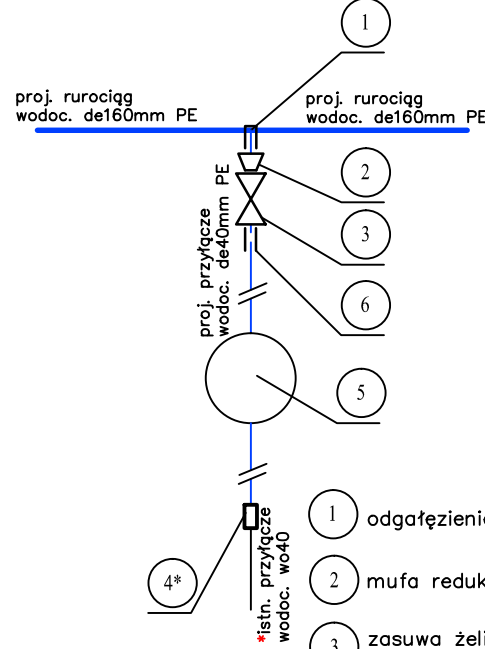 1
proj. rurociąg
wodoc. de160mm PE
proj. rurociąg
wodoc. de160mm PE
2
3
proj. przyłącze
wodoc. de40mm PE
6
5
4*
*istn. przyłącze
wodoc. wo40
1 odgałęzienie
2 mufa reduk
3 zasuwa żeli